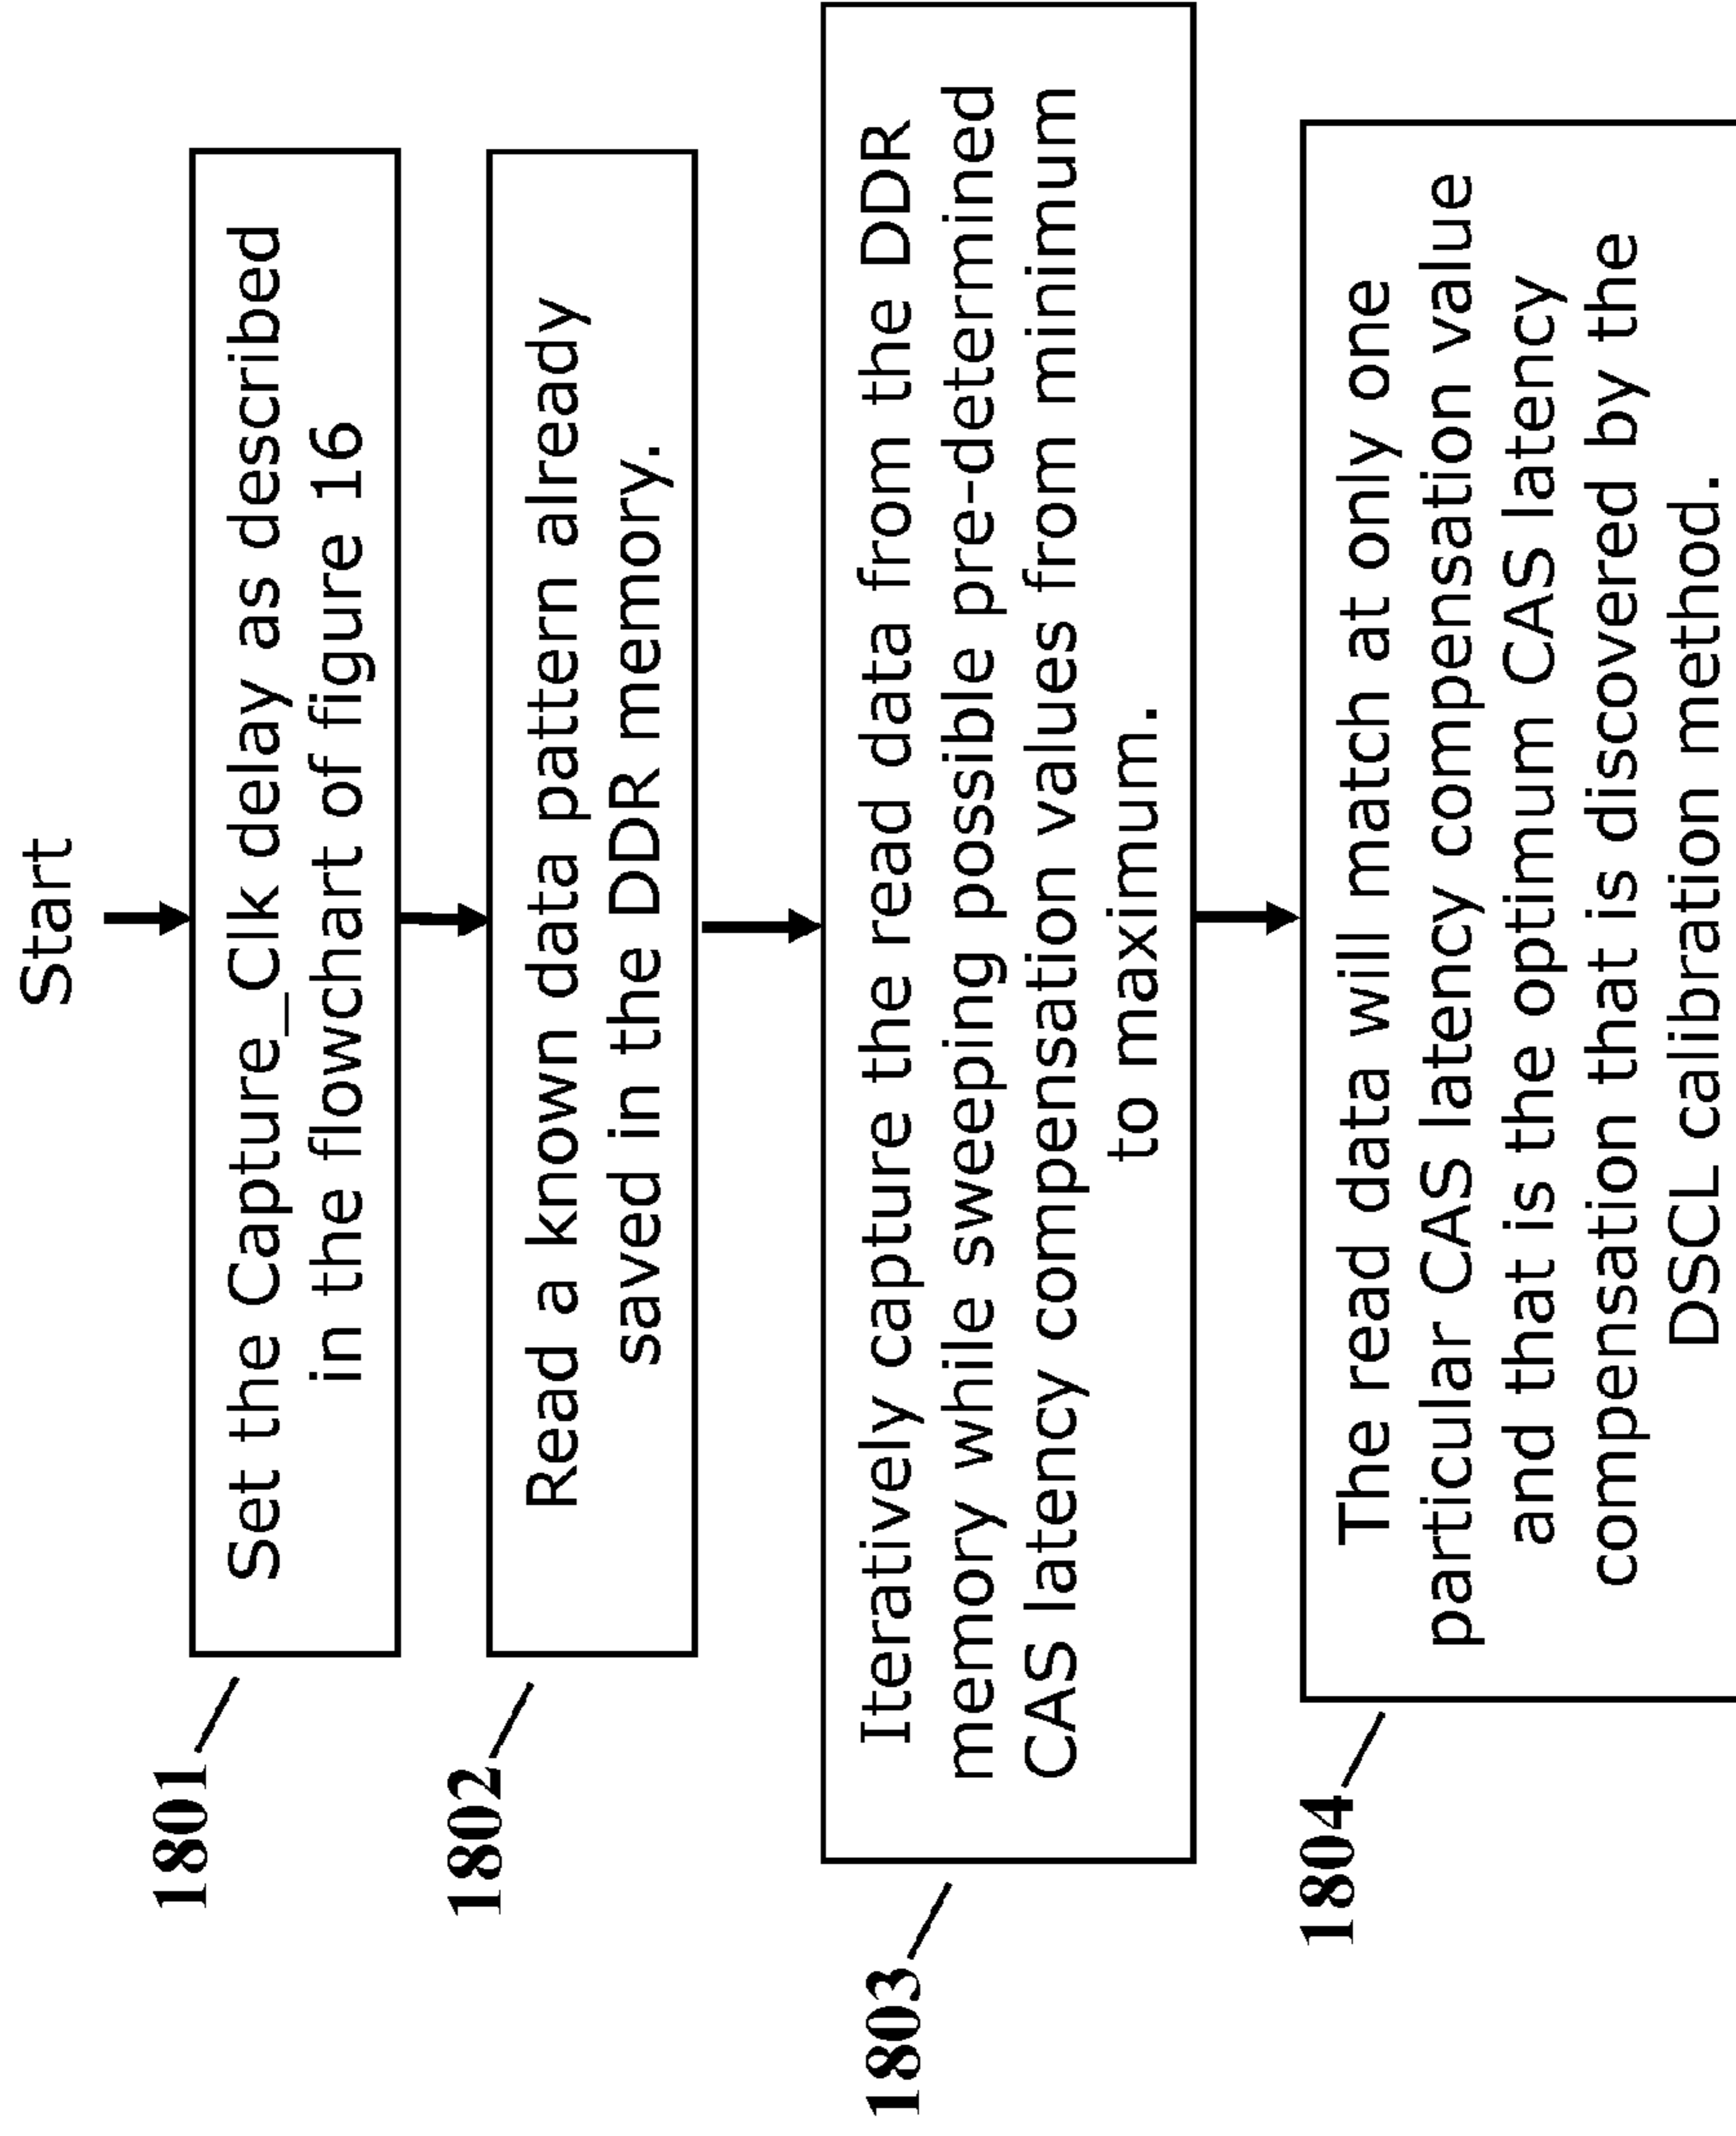 Start
1801
Set the Capture_Clk delay as described
in the flowchart of figure 16
1802
Read a known data pattern already
saved in the DDR memory.
1803
Iteratively capture the read data from the DDR
memory while sweeping possible pre-determined
CAS latency compensation values from minimum
to maximum.
1804
The read data will match at only one
particular CAS latency compensation value
and that is the optimum CAS latency
compensation that is discovered by the
DSCL calibration method.